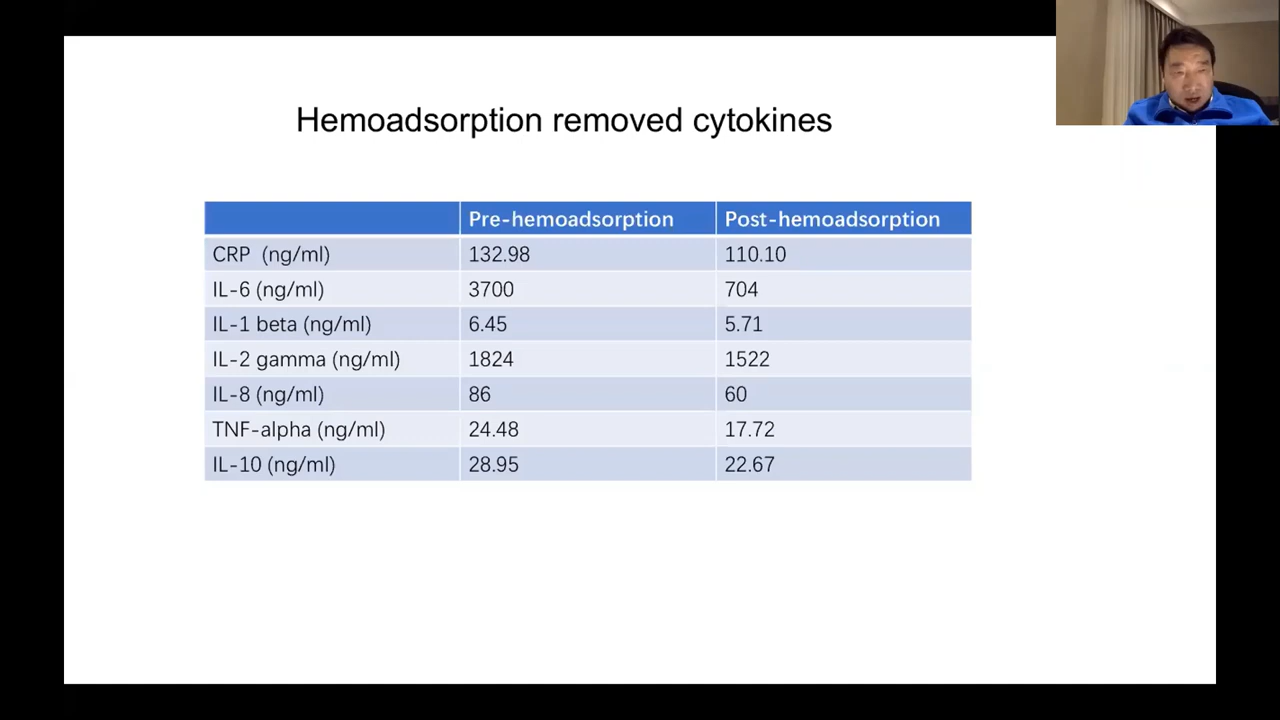 Hemoadsorption removed cytokines
Pre-hemoadsorption Post-hemoadsorption
CRP (ng/ml) 132.98 110.10
IL-6 (ng/ml) 3700 704
IL-1 beta (ng/ml) 6.45 5.71
IL-2 gamma (ng/ml) 1824 1522
IL-8 (ng/ml) 86 60
TNF-alpha (ng/ml) 24.48 17.72
IL-10 (ng/ml) 28.95 22.67